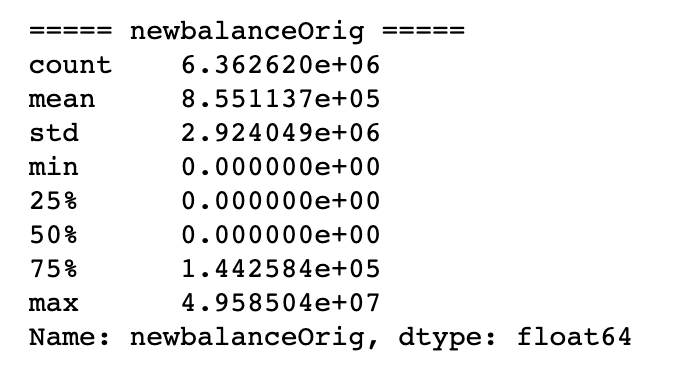 ===== newbalanceOrig =====
count    6.362620e+06
mean     8.551137e+05
std      2.924049e+06
min      0.000000e+00
25%      0.000000e+00
50%      0.000000e+00
75%      1.442584e+05
max      4.958504e+07
Name: newbalanceOrig, dtype: float64